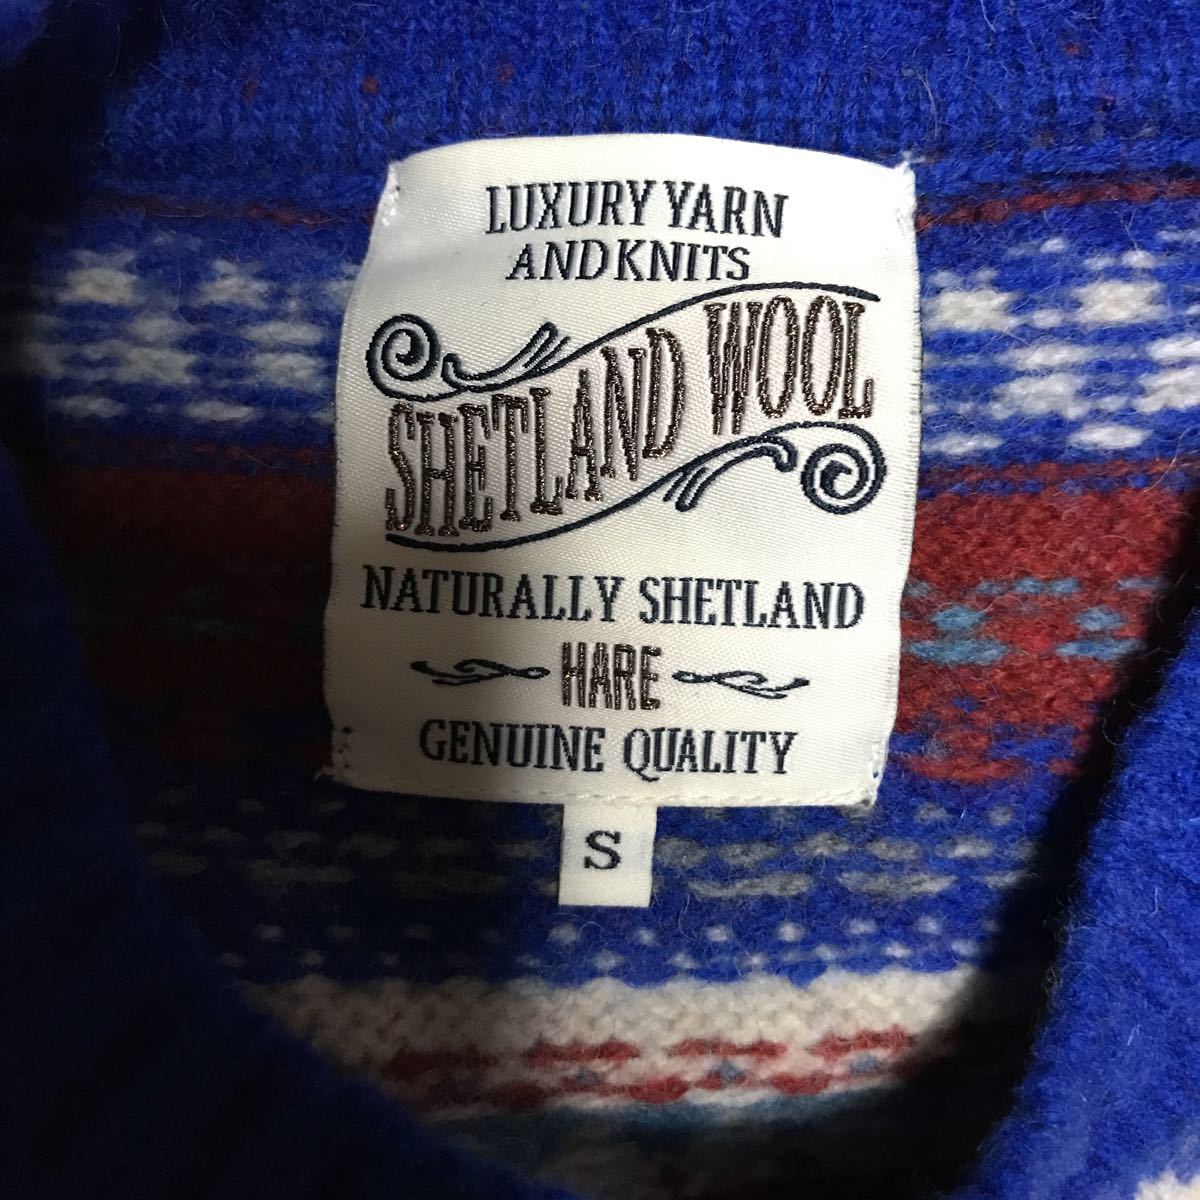 LUXURY YARN
AND KNITS
SHETLAND WOOL
NATURALLY SHETLAND
HARE
GENUINE QUALITY
S